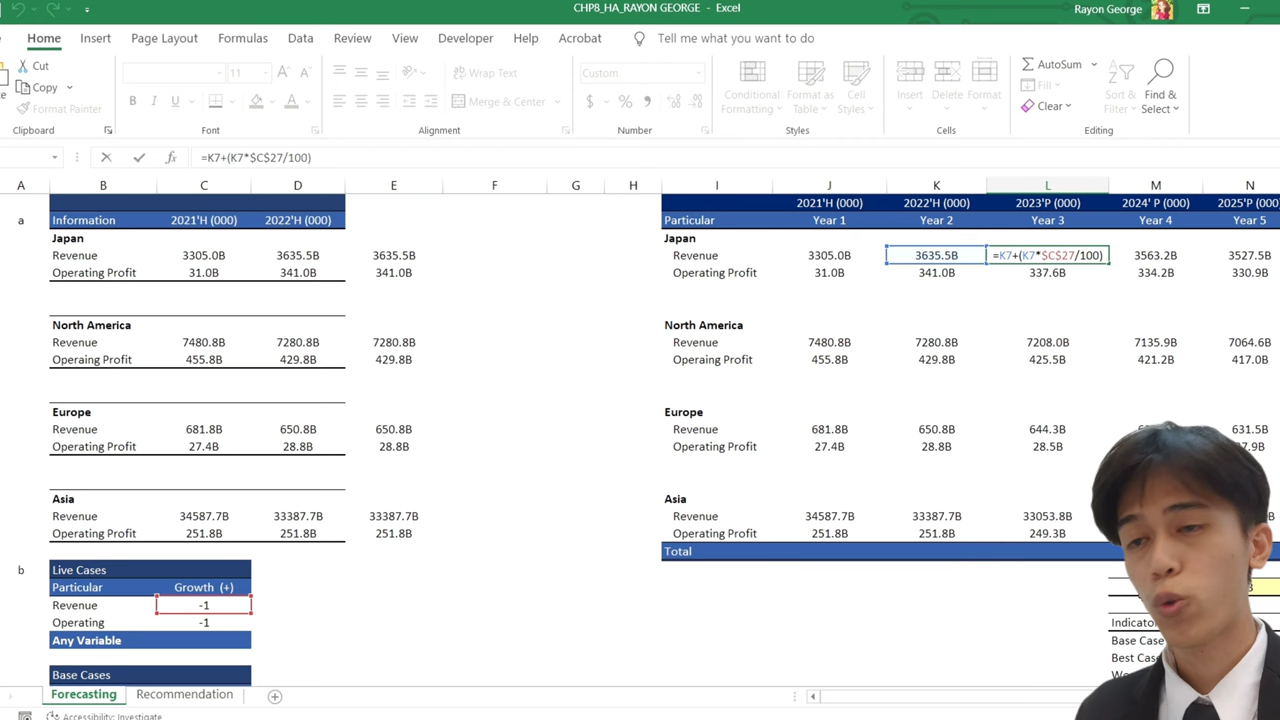 CHP8_HA_RAYON GEORGE - Excel
Rayon George
Home Insert Page Layout Formulas Data Review View Developer Help Acrobat Tell me what you want to do
Cut
Copy
Format Painter
Clipboard
11
Font
Wrap Text
Merge & Center
Alignment
Custom
Number
Conditional Formatting
Format as Table
Cell Styles
Styles
Insert Delete Format
Cells
AutoSum
Fill
Clear
Sort & Filter
Find & Select
Editing
=K7+(K7*$C$27/100)
A B C D E F G H I J K L M N
2021'H (000) 2022'H (000) 2023'P (000) 2024' P (000) 2025'P (000)
a Information 2021'H (000) 2022'H (000) Particular Year 1 Year 2 Year 3 Year 4 Year 5
Japan Japan
Revenue 3305.0B 3635.5B 3635.5B Revenue 3305.0B 3635.5B =K7+(K7*$C$27/100) 3563.2B 3527.5B
Operating Profit 31.0B 341.0B 341.0B Operating Profit 31.0B 341.0B 337.6B 334.2B 330.9B
North America North America
Revenue 7480.8B 7280.8B 7280.8B Revenue 7480.8B 7280.8B 7208.0B 7135.9B 7064.6B
Operaing Profit 455.8B 429.8B 429.8B Operating Profit 455.8B 429.8B 425.5B 421.2B 417.0B
Europe Europe
Revenue 681.8B 650.8B 650.8B Revenue 681.8B 650.8B 644.3B 631.5B
Operating Profit 27.4B 28.8B 28.8B Operating Profit 27.4B 28.8B 28.5B
Asia Asia
Revenue 34587.7B 33387.7B 33387.7B Revenue 34587.7B 33387.7B 33053.8B
Operating Profit 251.8B 251.8B 251.8B Operating Profit 251.8B 251.8B 249.3B
Total
b Live Cases
Particular Growth (+)
Revenue -1
Operating -1
Any Variable
Base Case
Best Case
Base Cases
Forecasting Recommendation
Accessibility: Investigate